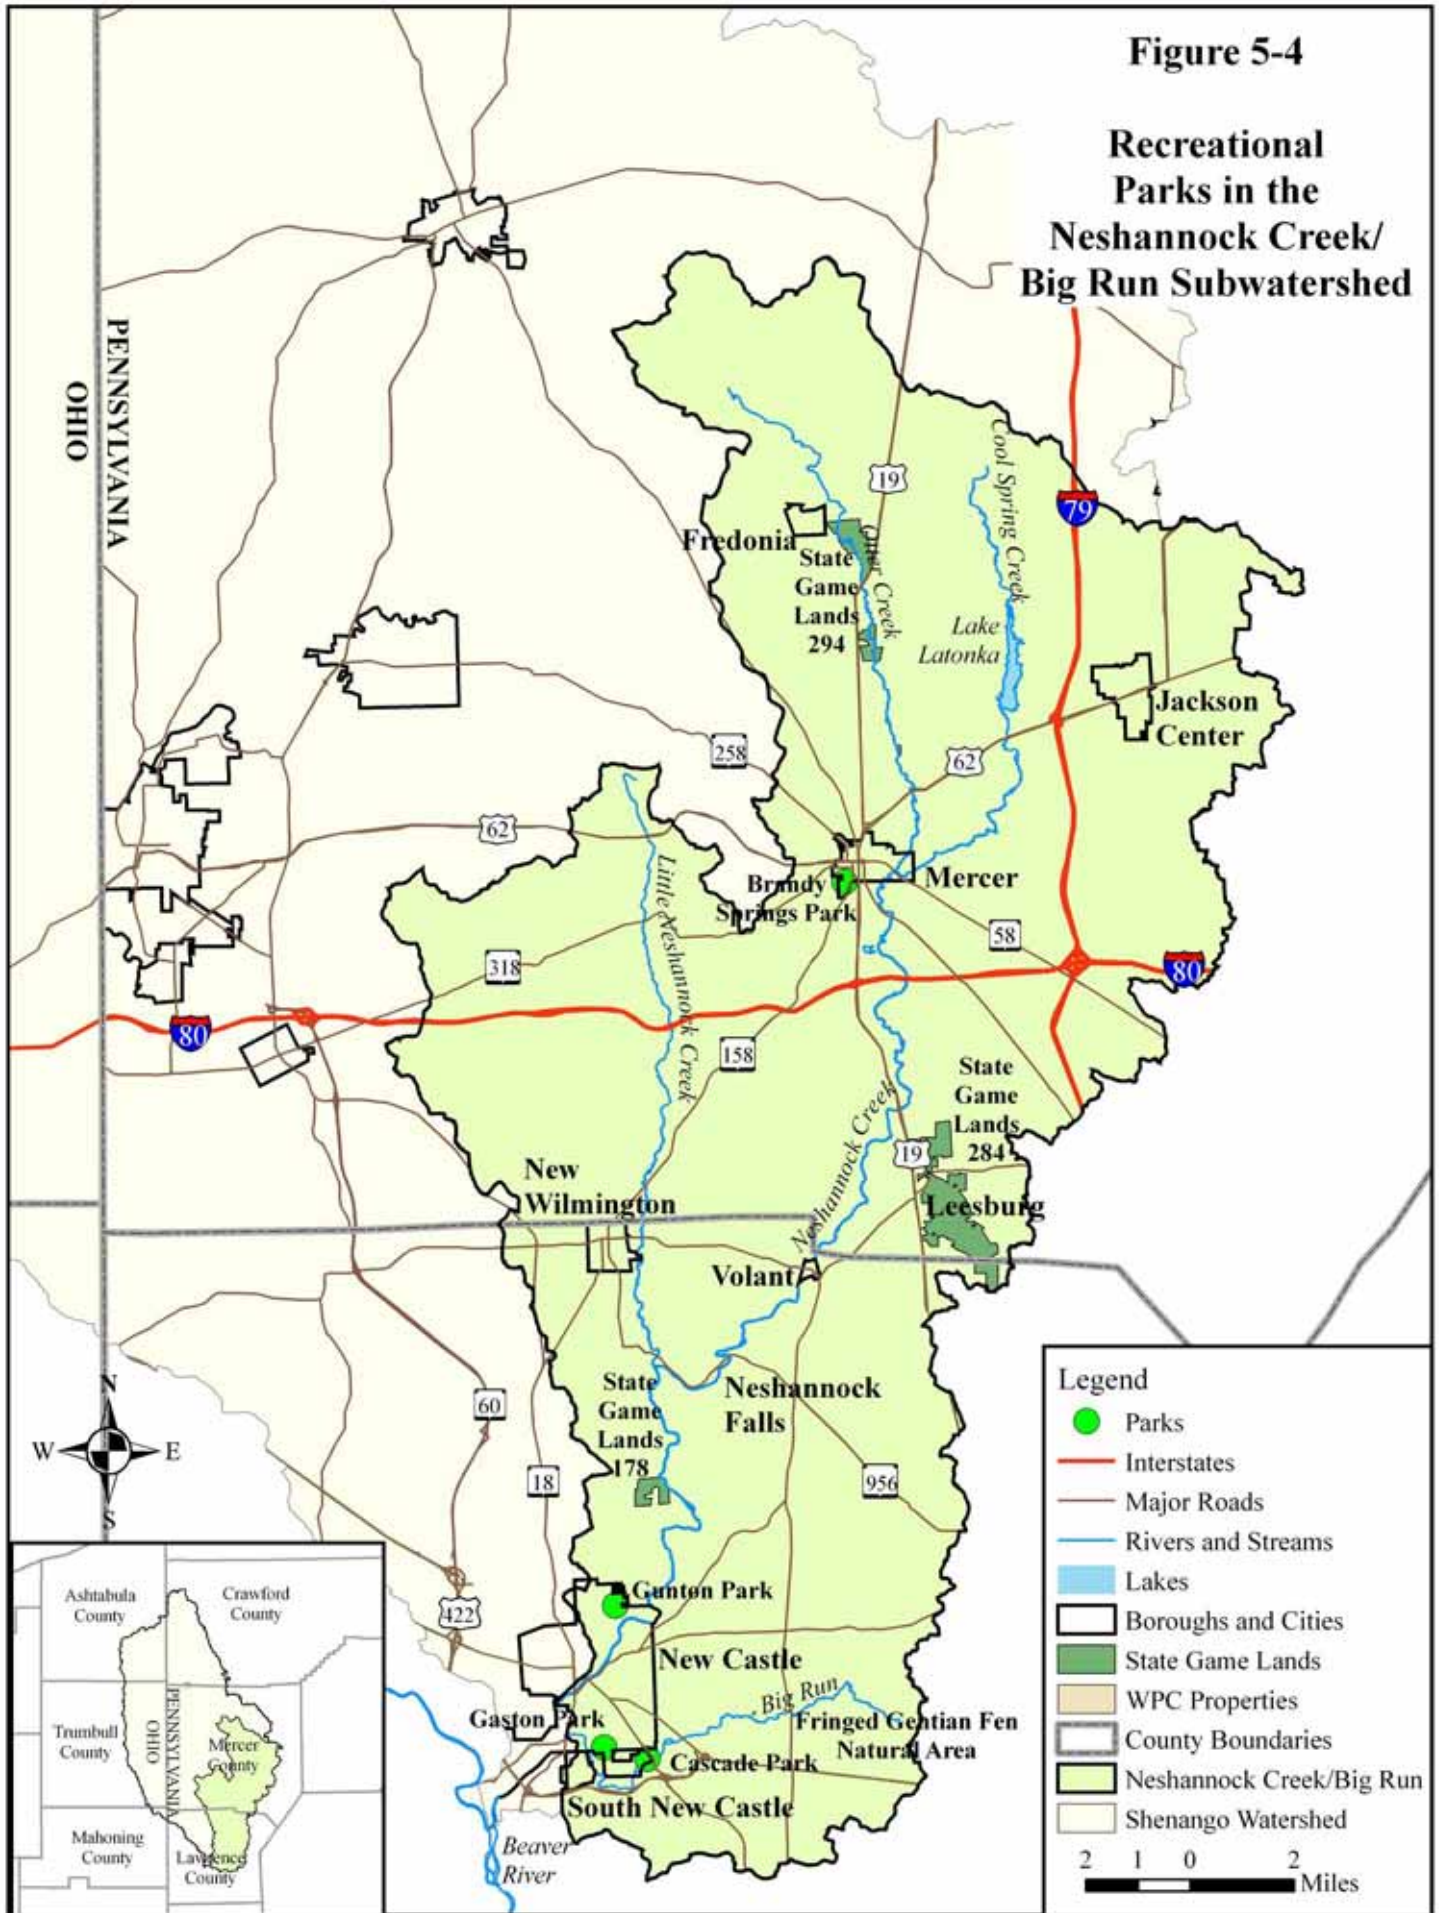 Figure 5-4
Recreational
Parks in the
Neshannock Creek/
Big Run Subwatershed
PENNSYLVANIA
OHIO
19
Cool Spring Creek
79
Fredonia
Otter Creek
State
Game
Lands
294
Lake
Latonka
Jackson
Center
258
62
62
Little Neshannock Creek
Brandy
Springs Park
Mercer
58
318
80
80
158
State
Game
Lands
284
Neshannock Creek
19
New
Wilmington
Leesburg
Volant
State
Game
Lands
178
Neshannock
Falls
60
18
956
N
W
E
S
422
Gunton Park
New Castle
Big Run
Gaston Park
Fringed Gentian Fen
Natural Area
Cascade Park
South New Castle
Beaver
River
Ashtabula
County
Crawford
County
Trumbull
County
OHIO
PENNSYLVANIA
Mercer
County
Mahoning
County
Lawrence
County
Legend
Parks
Interstates
Major Roads
Rivers and Streams
Lakes
Boroughs and Cities
State Game Lands
WPC Properties
County Boundaries
Neshannock Creek/Big Run
Shenango Watershed
2 1 0 2
Miles